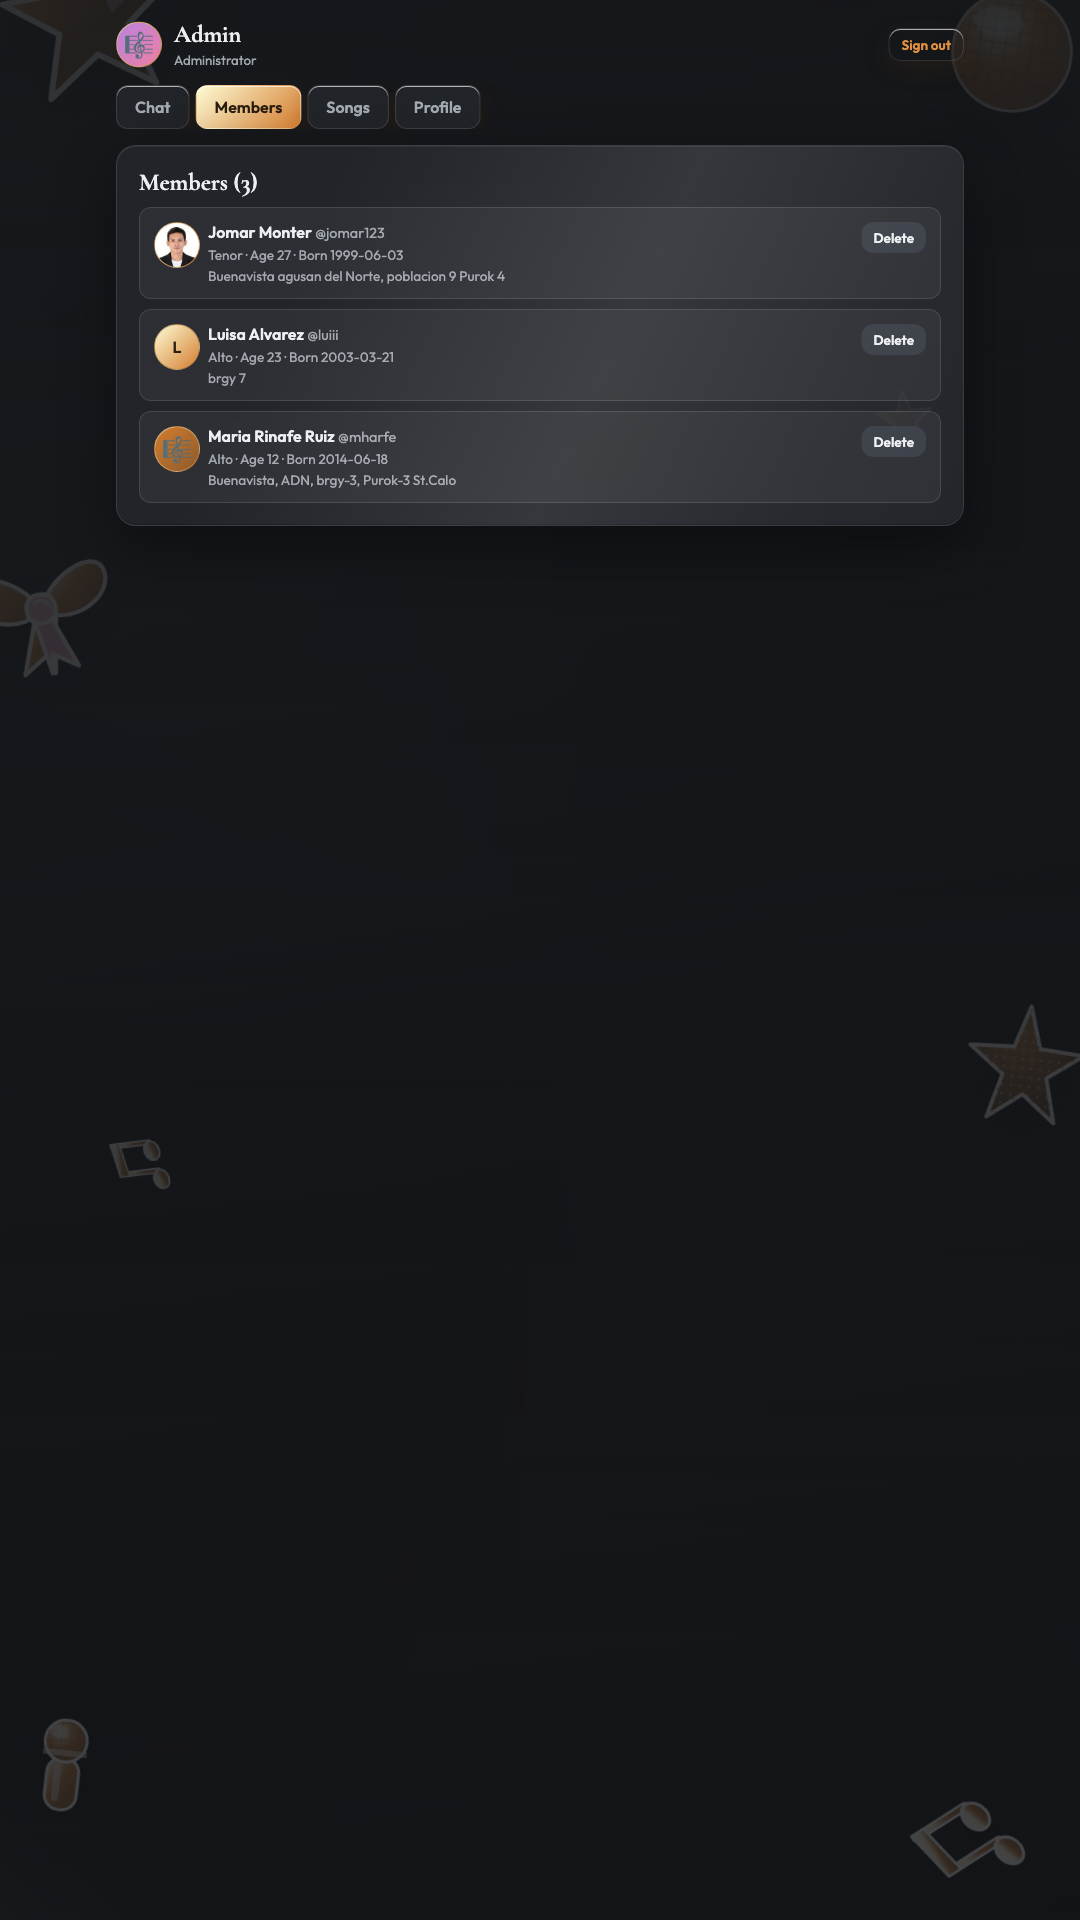 Admin
Administrator
Sign out
Chat
Members
Songs
Profile
Members (3)
Jomar Monter @jomar123
Tenor · Age 27 · Born 1999-06-03
Buenavista agusan del Norte, poblacion 9 Purok 4
Delete
L
Luisa Alvarez @luiii
Alto · Age 23 · Born 2003-03-21
brgy 7
Delete
Maria Rinafe Ruiz @mharfe
Alto · Age 12 · Born 2014-06-18
Buenavista, ADN, brgy-3, Purok-3 St.Calo
Delete